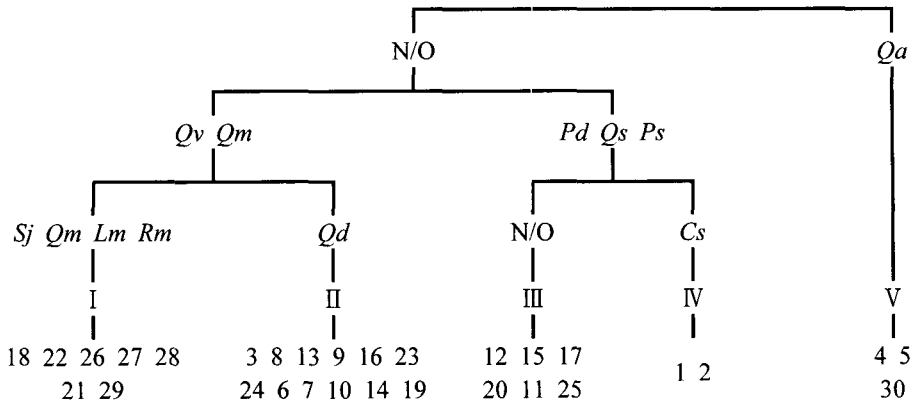 N/O Qa
Qv Qm Pd Qs Ps
Sj Qm Lm Rm Qd N/O Cs
Ⅰ Ⅱ Ⅲ Ⅳ Ⅴ
18 22 26 27 28 3 8 13 9 16 23 12 15 17 1 2 4 5
21 29 24 6 7 10 14 19 20 11 25 30